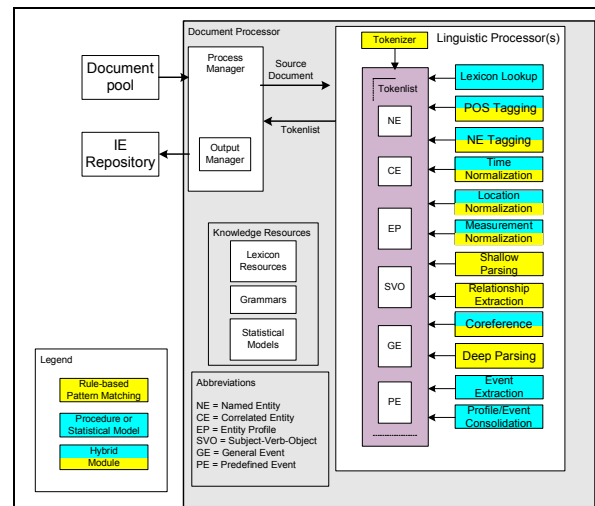 Document Processor
Document
pool
IE
Repository
Process
Manager
Output
Manager
Source
Document
Tokenlist
Tokenizer
Linguistic Processor(s)
Tokenlist
NE
CE
EP
SVO
GE
PE
Lexicon Lookup
POS Tagging
NE Tagging
Time
Normalization
Location
Normalization
Measurement
Normalization
Shallow
Parsing
Relationship
Extraction
Coreference
Deep Parsing
Event
Extraction
Profile/Event
Consolidation
Knowledge Resources
Lexicon
Resources
Grammars
Statistical
Models
Legend
Rule-based
Pattern Matching
Procedure or
Statistical Model
Hybrid
Module
Abbreviations
NE = Named Entity
CE = Correlated Entity
EP = Entity Profile
SVO = Subject-Verb-Object
GE = General Event
PE = Predefined Event